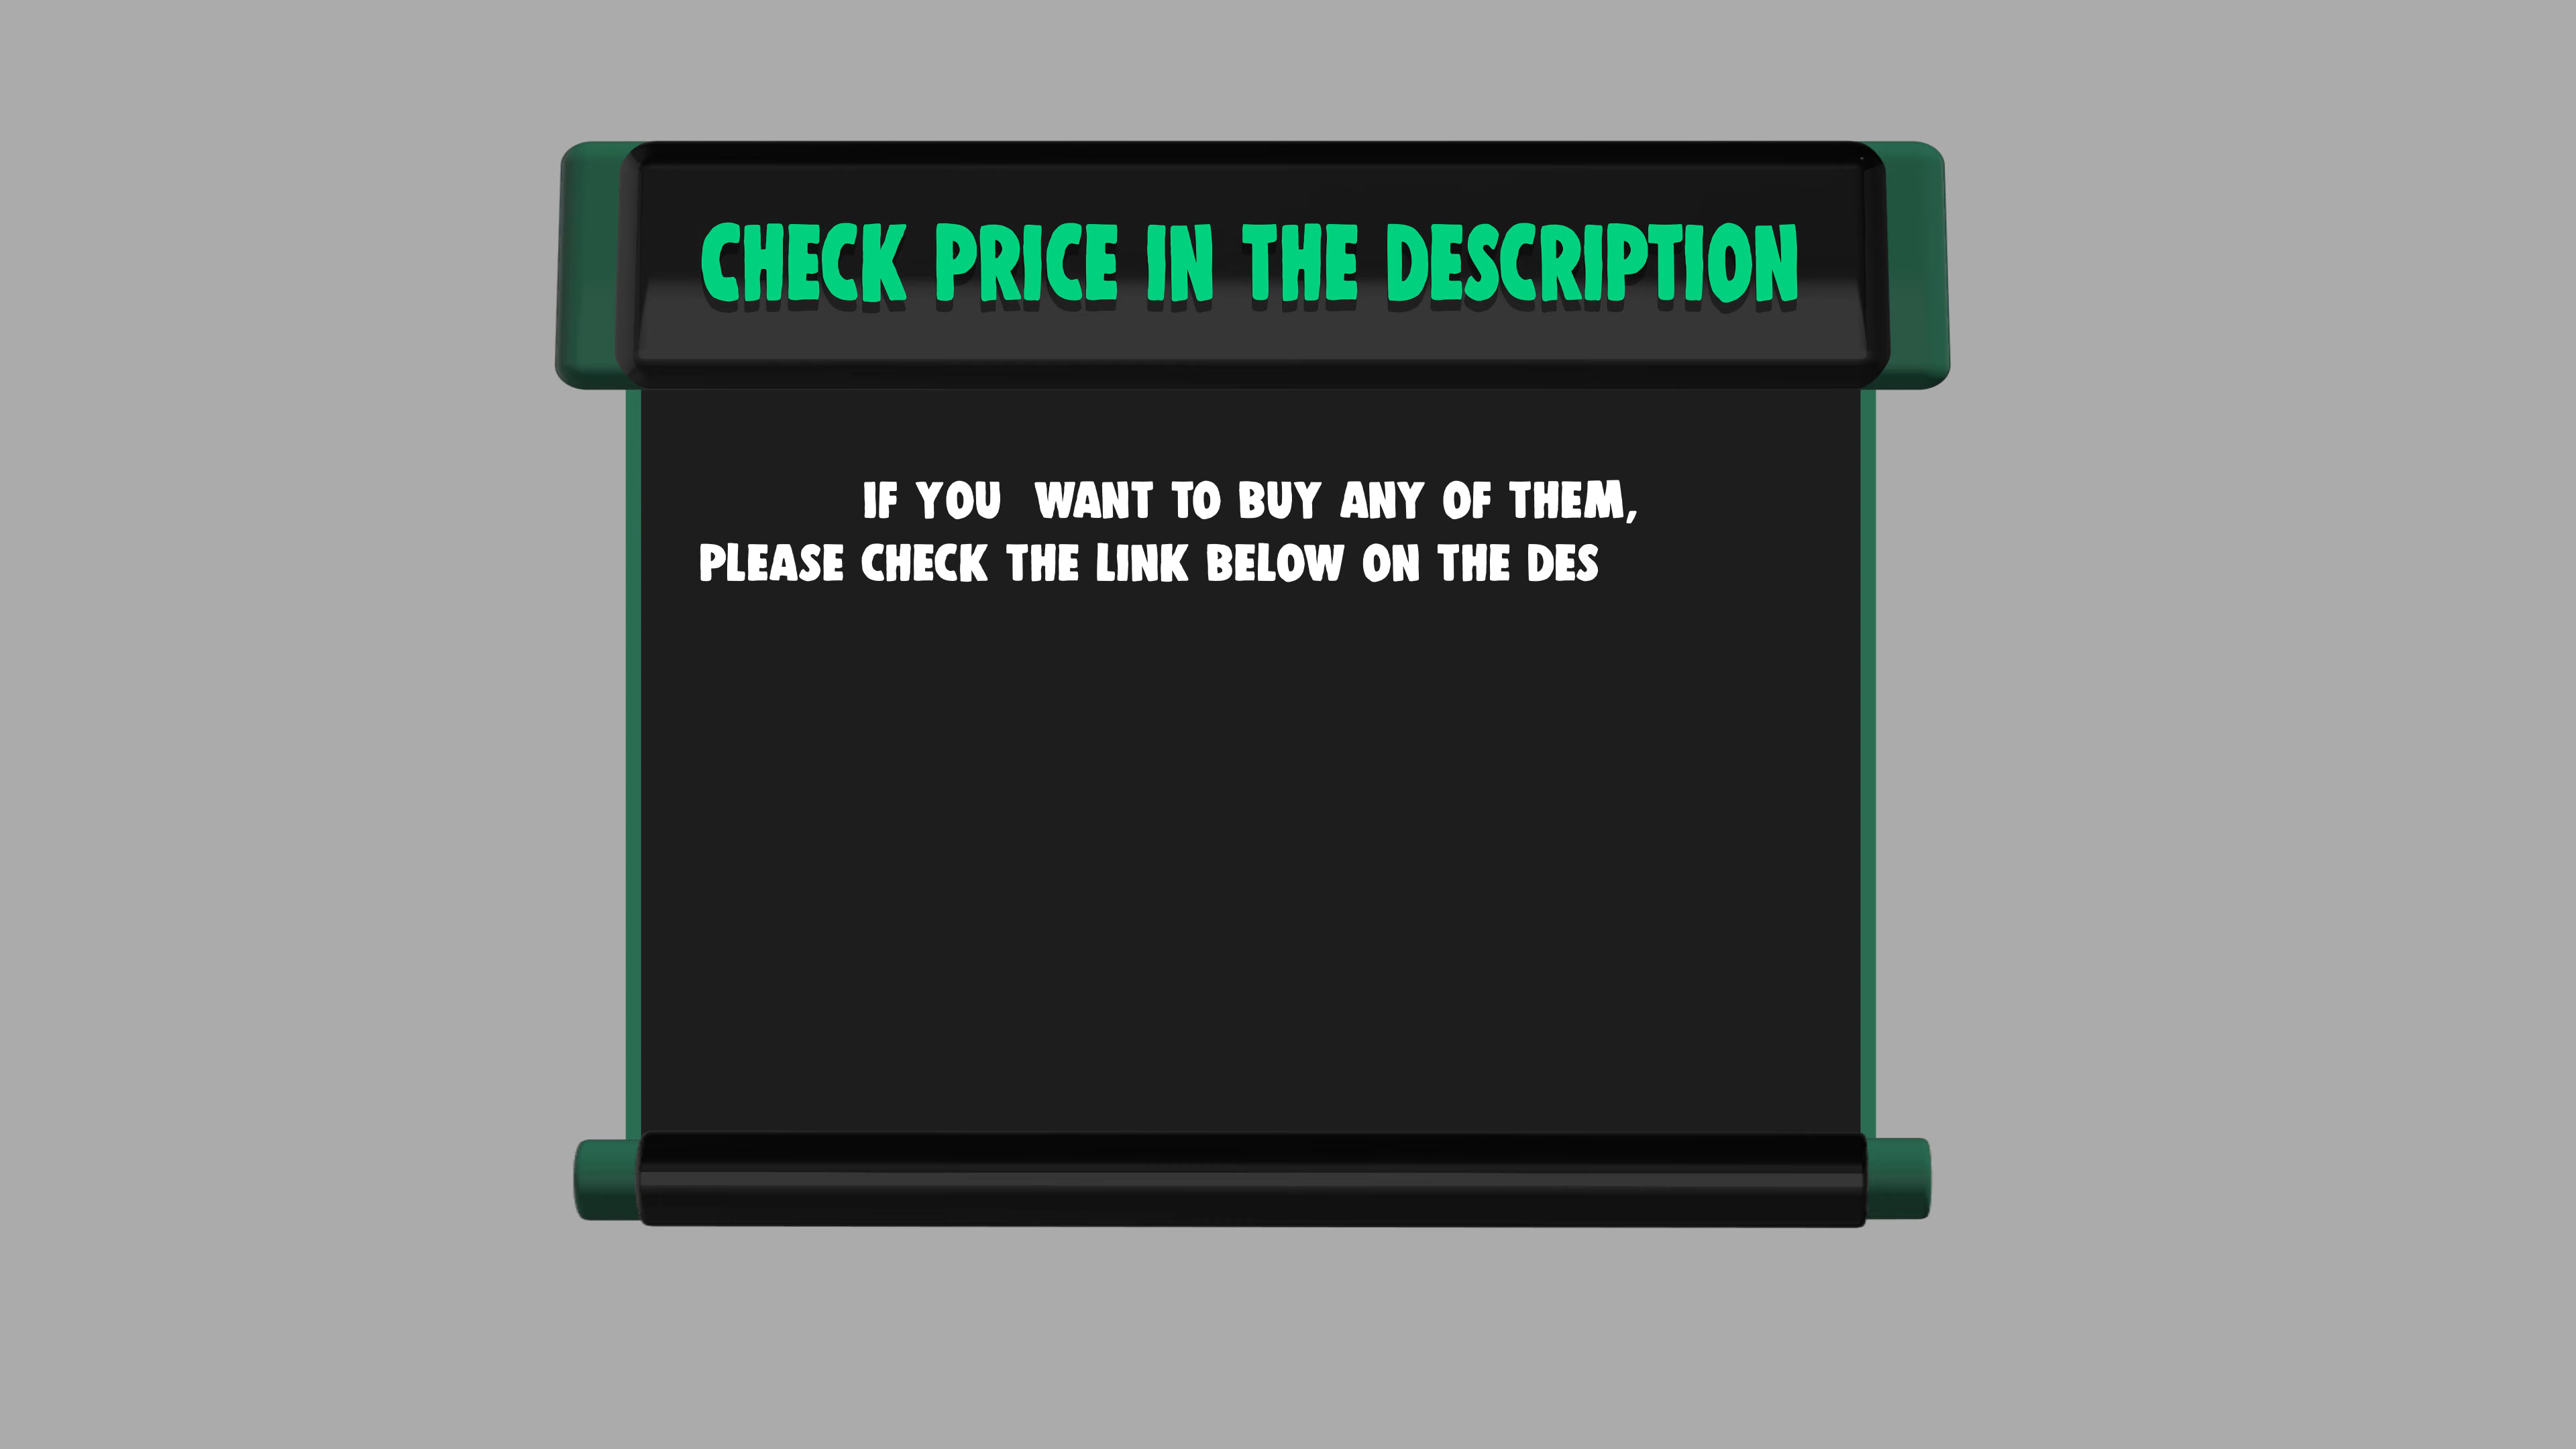 CHECK PRICE IN THE DESCRIPTION
IF YOU  WANT TO BUY ANY OF THEM,
PLEASE CHECK THE LINK BELOW ON THE DES